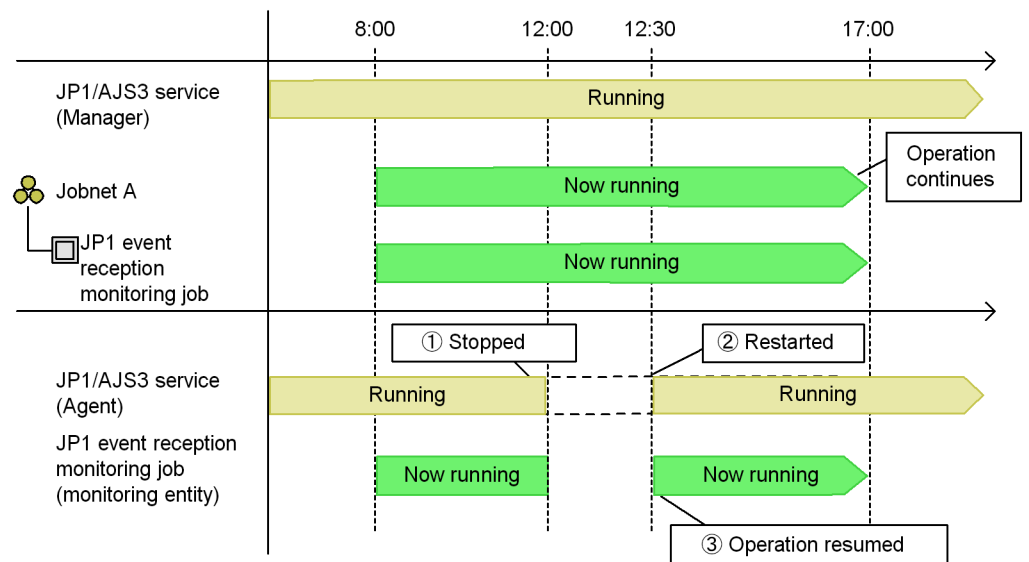 8:00 12:00 12:30 17:00
JP1/AJS3 service
(Manager)
Running
Operation
continues
Jobnet A
Now running
JP1 event
reception
monitoring job
Now running
① Stopped
② Restarted
JP1/AJS3 service
(Agent)
Running
Running
JP1 event reception
monitoring job
(monitoring entity)
Now running
Now running
③ Operation resumed